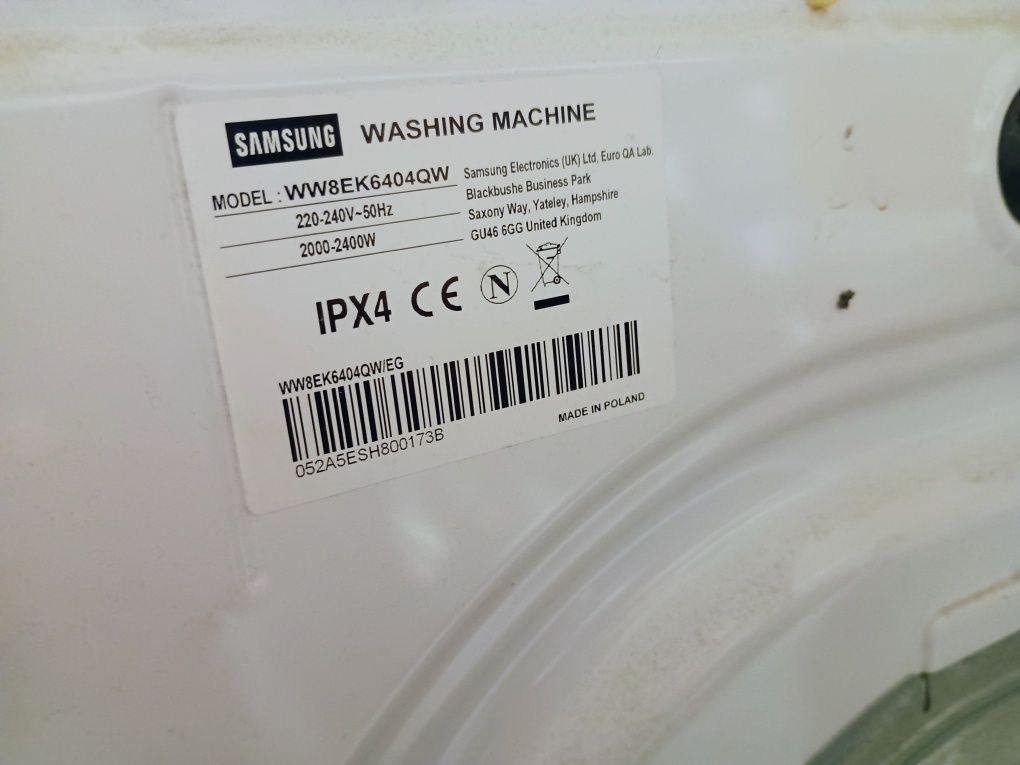 SAMSUNG WASHING MACHINE
MODEL : WW8EK6404QW
220-240V~50Hz
2000-2400W
Samsung Electronics (UK) Ltd, Euro QA Lab.
Blackbushe Business Park
Saxony Way, Yateley, Hampshire
GU46 6GG United Kingdom
IPX4 CE N
WW8EK6404QW/EG
052A5ESH800173B
MADE IN POLAND